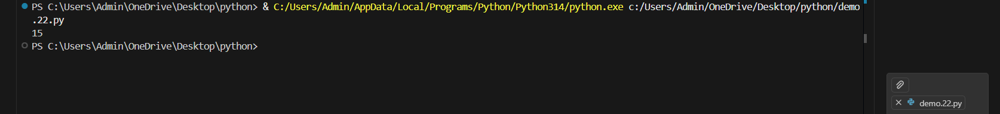 PS C:\Users\Admin\OneDrive\Desktop\python> & C:/Users/Admin/AppData/Local/Programs/Python/Python314/python.exe c:/Users/Admin/OneDrive/Desktop/python/demo
.22.py
15
PS C:\Users\Admin\OneDrive\Desktop\python>
demo.22.py